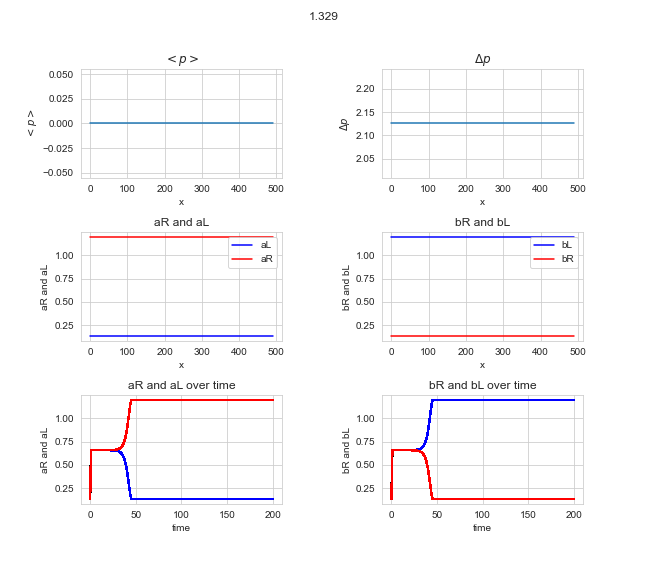 1.329
< p >
Δp
0.050
0.025
0.000
−0.025
−0.050
< p >
0 100 200 300 400 500
x
2.20
2.15
2.10
2.05
Δp
0 100 200 300 400 500
x
aR and aL
bR and bL
1.00
0.75
0.50
0.25
aR and aL
aL
aR
0 100 200 300 400 500
x
1.00
0.75
0.50
0.25
bR and bL
bL
bR
0 100 200 300 400 500
x
aR and aL over time
bR and bL over time
1.00
0.75
0.50
0.25
aR and aL
0 50 100 150 200
time
1.00
0.75
0.50
0.25
bR and bL
0 50 100 150 200
time